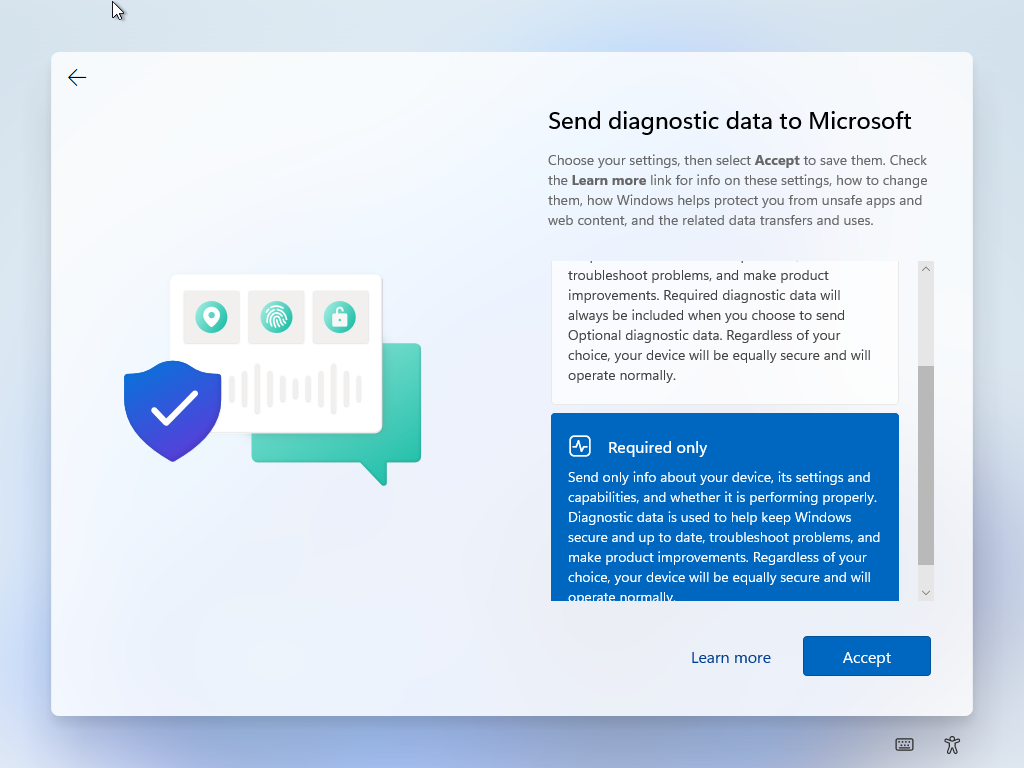 Send diagnostic data to Microsoft
Choose your settings, then select Accept to save them. Check
the Learn more link for info on these settings, how to change
them, how Windows helps protect you from unsafe apps and
web content, and the related data transfers and uses.
troubleshoot problems, and make product
improvements. Required diagnostic data will
always be included when you choose to send
Optional diagnostic data. Regardless of your
choice, your device will be equally secure and will
operate normally.
Required only
Send only info about your device, its settings and
capabilities, and whether it is performing properly.
Diagnostic data is used to help keep Windows
secure and up to date, troubleshoot problems, and
make product improvements. Regardless of your
choice, your device will be equally secure and will
operate normally.
Learn more
Accept